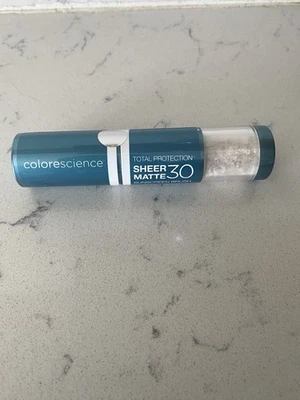 colorescience
TOTAL PROTECTION
SHEER
MATTE 30